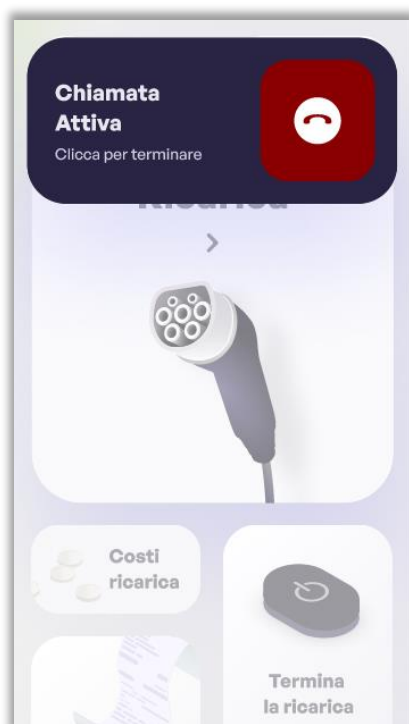 Chiamata
Attiva
Clicca per terminare
Costi
ricarica
Termina
la ricarica